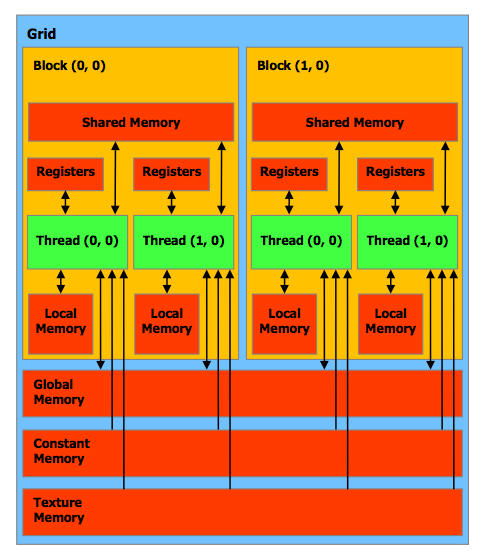 Grid
Block (0, 0)
Block (1, 0)
Shared Memory
Shared Memory
Registers
Registers
Registers
Registers
Thread (0, 0)
Thread (1, 0)
Thread (0, 0)
Thread (1, 0)
Local
Memory
Local
Memory
Local
Memory
Local
Memory
Global
Memory
Constant
Memory
Texture
Memory